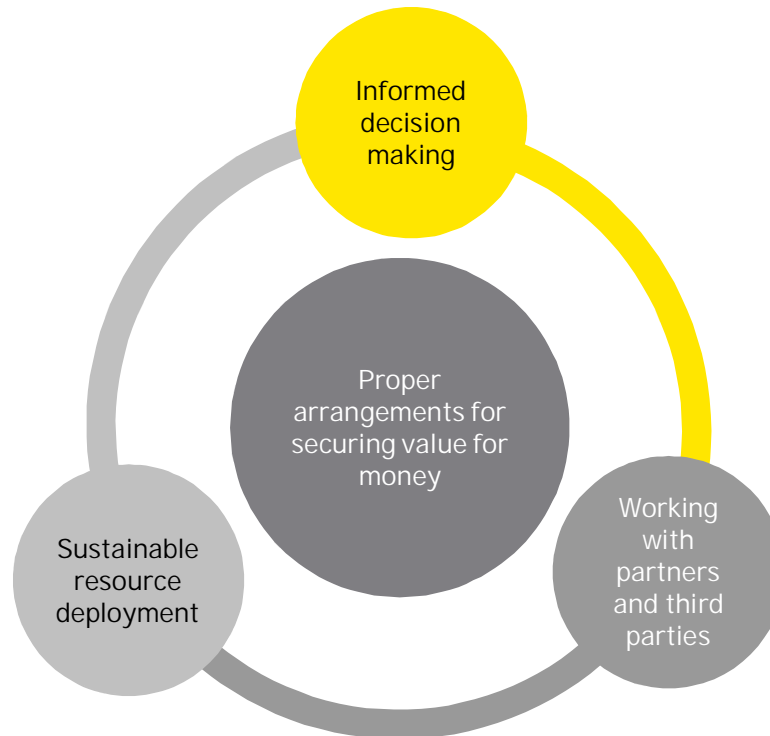 Informed
decision
making
Proper
arrangements for
securing value for
money
Sustainable
resource
deployment
Working
with
partners
and third
parties